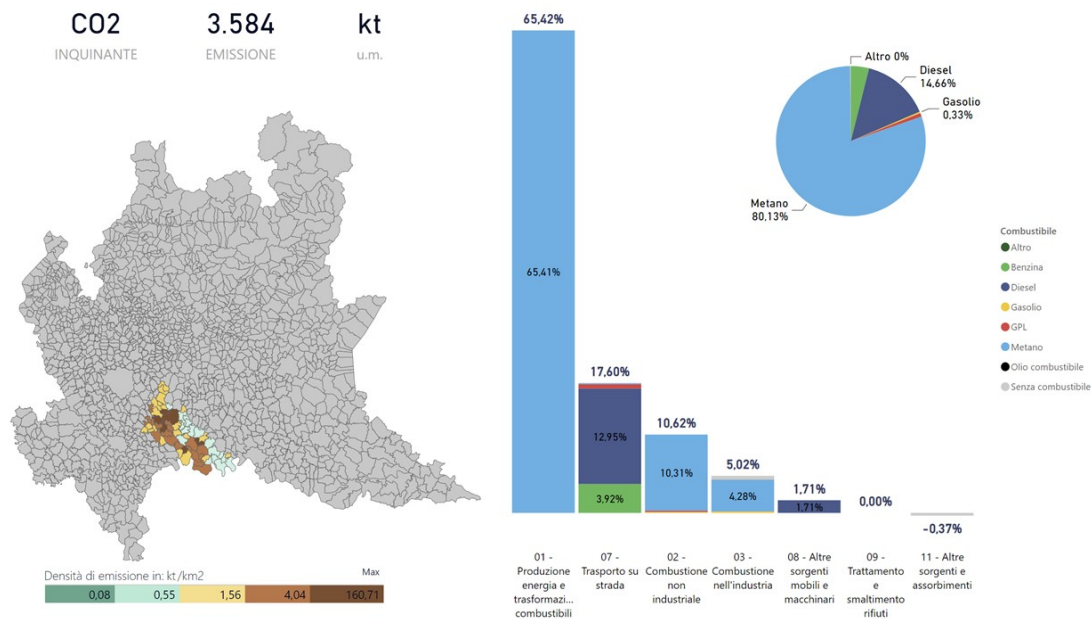 CO2
3.584
kt
INQUINANTE
EMISSIONE
u.m.
Densità di emissione in: kt/km2
Max
0,08
0,55
1,56
4,04
160,71
65,42%
65,41%
17,60%
12,95%
3,92%
10,62%
10,31%
5,02%
4,28%
1,71%
1,71%
0,00%
-0,37%
01 -
Produzione
energia e
trasformazi...
combustibili
07 -
Trasporto su
strada
02 -
Combustione
non
industriale
03 -
Combustione
nell'industria
08 - Altre
sorgenti
mobili e
macchinari
09 -
Trattamento
e
smaltimento
rifiuti
11 - Altre
sorgenti e
assorbimenti
Altro 0%
Diesel
14,66%
Gasolio
0,33%
Metano
80,13%
Combustibile
Altro
Benzina
Diesel
Gasolio
GPL
Metano
Olio combustibile
Senza combustibile